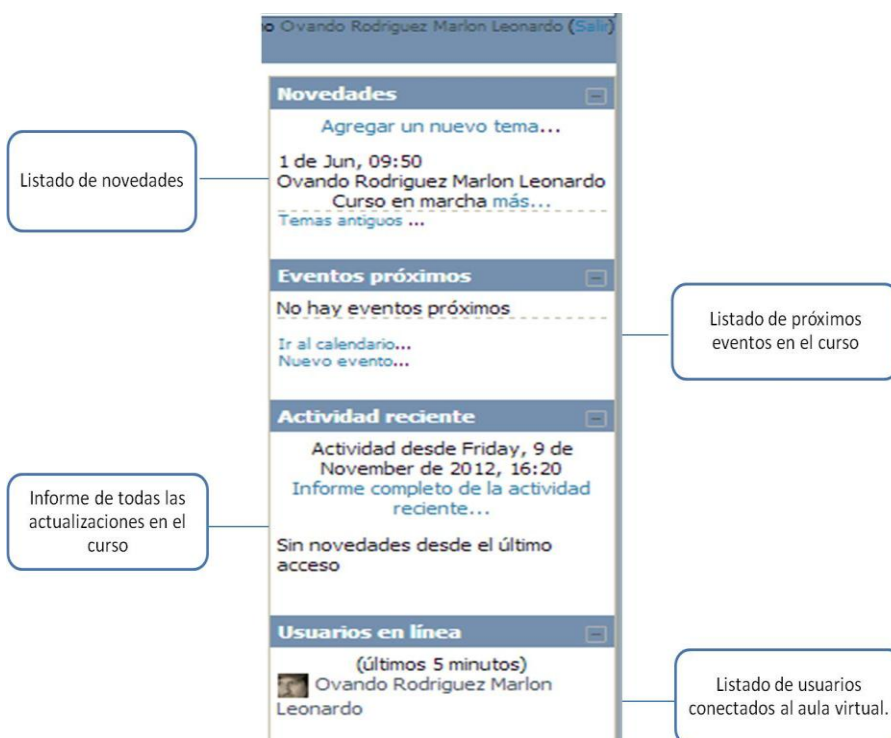 no Ovando Rodriguez Marlon Leonardo (Salir)
Novedades
Agregar un nuevo tema...
1 de Jun, 09:50
Ovando Rodriguez Marlon Leonardo
Curso en marcha más...
Temas antiguos ...
Listado de novedades
Eventos próximos
No hay eventos próximos
Ir al calendario...
Nuevo evento...
Listado de próximos
eventos en el curso
Actividad reciente
Actividad desde Friday, 9 de
November de 2012, 16:20
Informe completo de la actividad
reciente...
Sin novedades desde el último
acceso
Informe de todas las
actualizaciones en el
curso
Usuarios en línea
(últimos 5 minutos)
Ovando Rodriguez Marlon
Leonardo
Listado de usuarios
conectados al aula virtual.